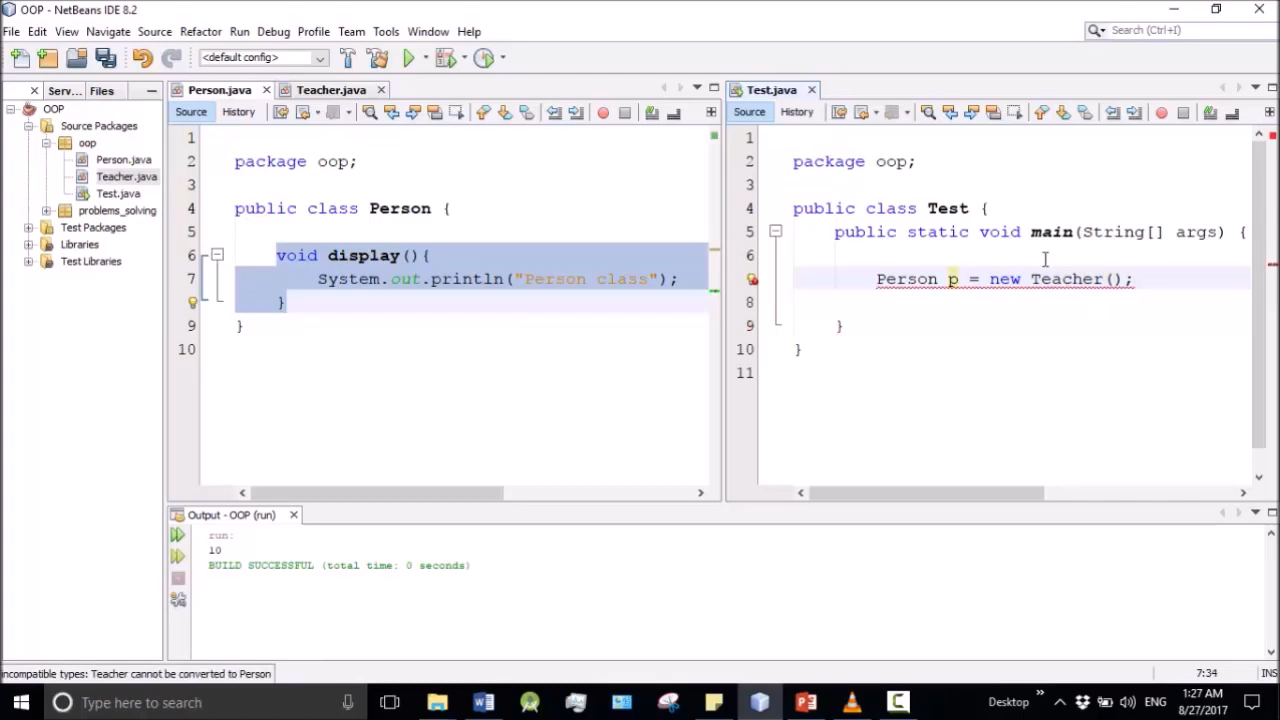 OOP - NetBeans IDE 8.2
File Edit View Navigate Source Refactor Run Debug Profile Team Tools Window Help
Search (Ctrl+I)
<default config>
Serv... Files
Person.java Teacher.java
Test.java
Source History
Source History
OOP
Source Packages
oop
Person.java
Teacher.java
Test.java
problems_solving
Test Packages
Libraries
Test Libraries
1
2 package oop;
3
4 public class Person {
5
6 void display(){
7 System.out.println("Person class");
8 }
9 }
10
1
2 package oop;
3
4 public class Test {
5 public static void main(String[] args) {
6
7 Person p = new Teacher();
8
9 }
10 }
11
Output - OOP (run)
run:
10
BUILD SUCCESSFUL (total time: 0 seconds)
incompatible types: Teacher cannot be converted to Person
7:34 INS
Type here to search
Desktop
ENG
1:27 AM
8/27/2017